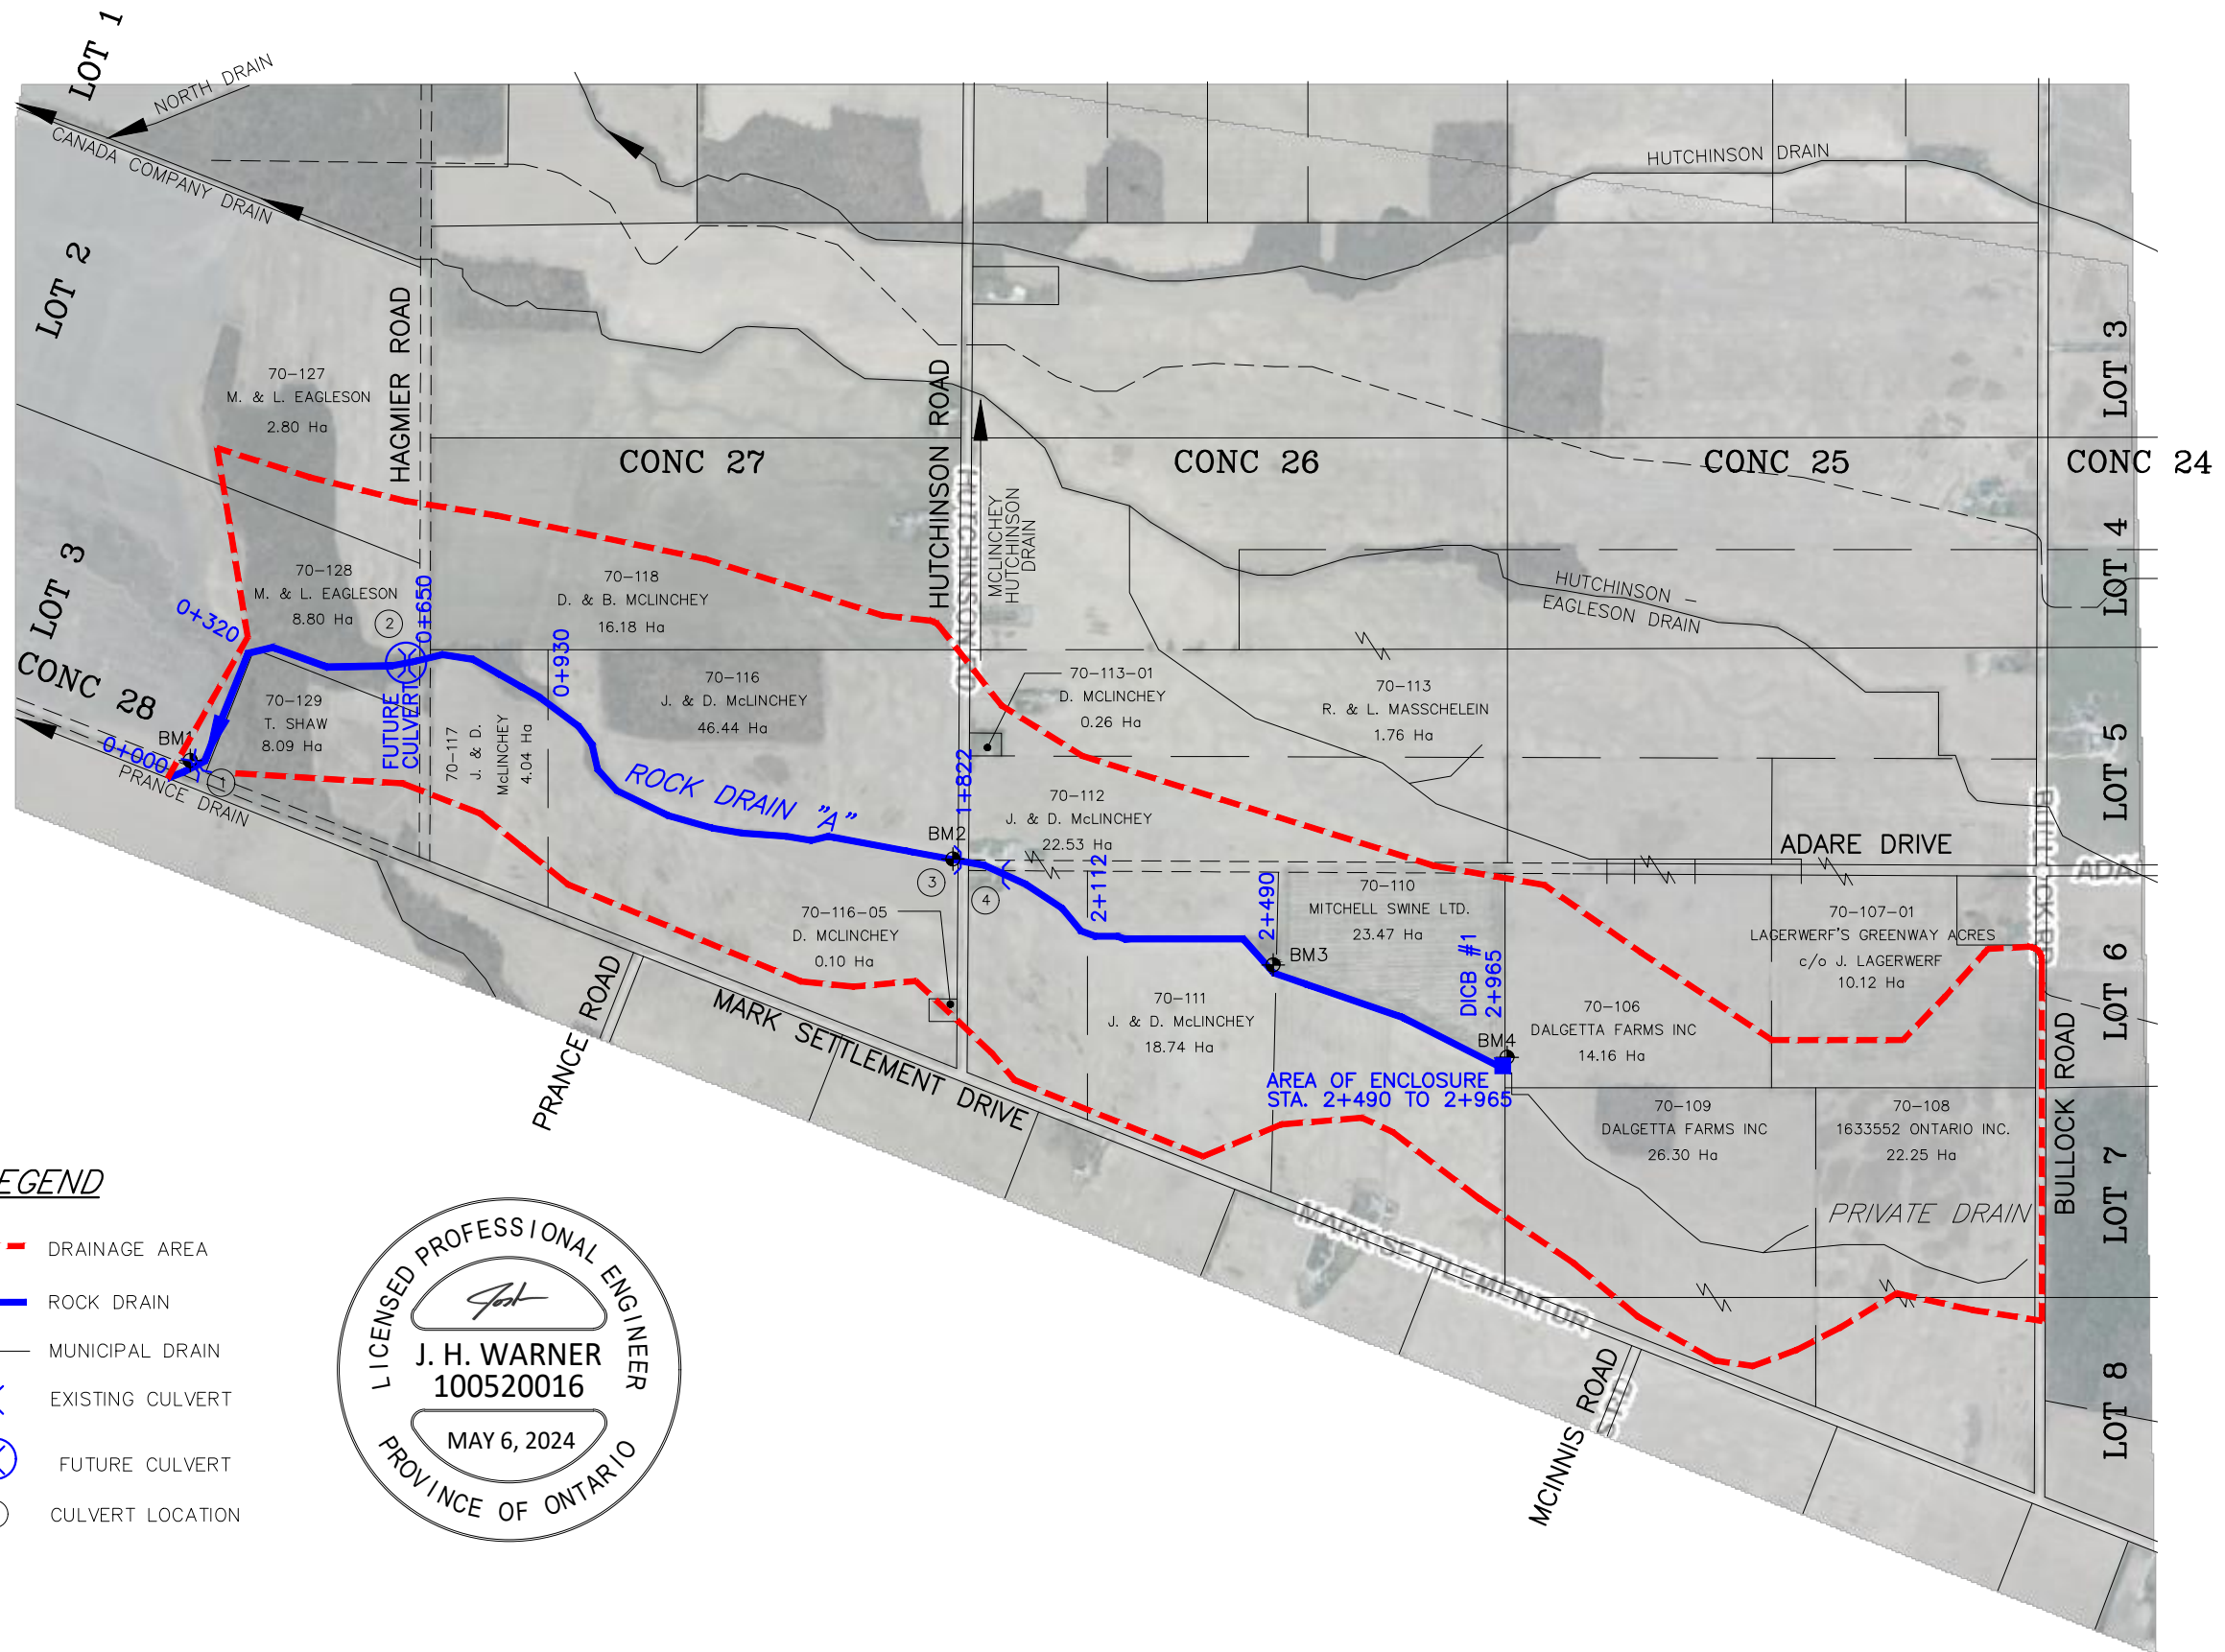 LOT 1
NORTH DRAIN
CANADA COMPANY DRAIN
HUTCHINSON DRAIN
LOT 2
HAGMIER ROAD
HUTCHINSON ROAD
LOT 3
70-127
M. & L. EAGLESON
2.80 Ha
CONC 27
CONC 26
CONC 25
CONC 24
MCLINCHEY
HUTCHINSON
DRAIN
LOT 4
LOT 3
70-128
M. & L. EAGLESON
8.80 Ha
2
0+320
0+650
70-118
D. & B. MCLINCHEY
16.18 Ha
HUTCHINSON -
EAGLESON DRAIN
CONC 28
70-129
T. SHAW
8.09 Ha
BM1
0+000
1
PRANCE DRAIN
FUTURE
CULVERT
70-117
J. & D.
McLINCHEY
4.04 Ha
0+930
70-116
J. & D. McLINCHEY
46.44 Ha
70-113-01
D. MCLINCHEY
0.26 Ha
70-113
R. & L. MASSCHELEIN
1.76 Ha
LOT 5
ROCK DRAIN "A"
1+822
70-112
J. & D. McLINCHEY
22.53 Ha
BM2
3
4
2+112
2+490
ADARE DRIVE
ADA
BULLOCK RD
70-110
MITCHELL SWINE LTD.
23.47 Ha
70-107-01
LAGERWERF'S GREENWAY ACRES
c/o J. LAGERWERF
10.12 Ha
LOT 6
70-116-05
D. MCLINCHEY
0.10 Ha
BM3
DICB #1
2+965
70-111
J. & D. McLINCHEY
18.74 Ha
70-106
DALGETTA FARMS INC
14.16 Ha
BM4
PRANCE ROAD
MARK SETTLEMENT DRIVE
AREA OF ENCLOSURE
STA. 2+490 TO 2+965
70-109
DALGETTA FARMS INC
26.30 Ha
70-108
1633552 ONTARIO INC.
22.25 Ha
BULLOCK ROAD
LOT 7
PRIVATE DRAIN
MARK SETTLEMENT DR
MCINNIS ROAD
LOT 8
EGEND
DRAINAGE AREA
ROCK DRAIN
MUNICIPAL DRAIN
EXISTING CULVERT
FUTURE CULVERT
CULVERT LOCATION
LICENSED PROFESSIONAL ENGINEER
J. H. WARNER
100520016
MAY 6, 2024
PROVINCE OF ONTARIO